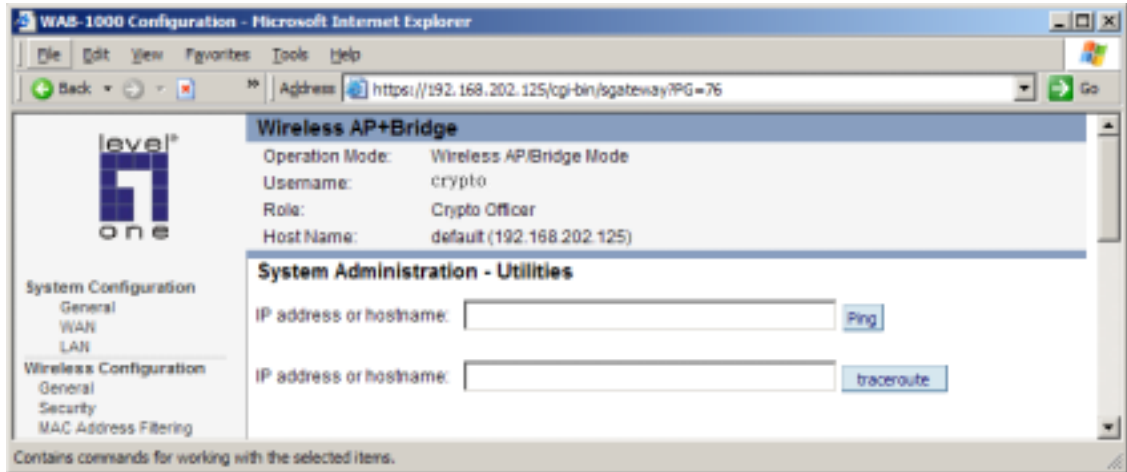 WAB-1000 Configuration - Microsoft Internet Explorer
File Edit View Favorites Tools Help
Back » Address https://192.168.202.125/cgi-bin/sgateway?PG=76 Go
level®
one
Wireless AP+Bridge
Operation Mode: Wireless AP/Bridge Mode
Username: crypto
Role: Crypto Officer
Host Name: default (192.168.202.125)
System Configuration
General
WAN
LAN
Wireless Configuration
General
Security
MAC Address Filtering
System Administration - Utilities
IP address or hostname: Ping
IP address or hostname: traceroute
Contains commands for working with the selected items.